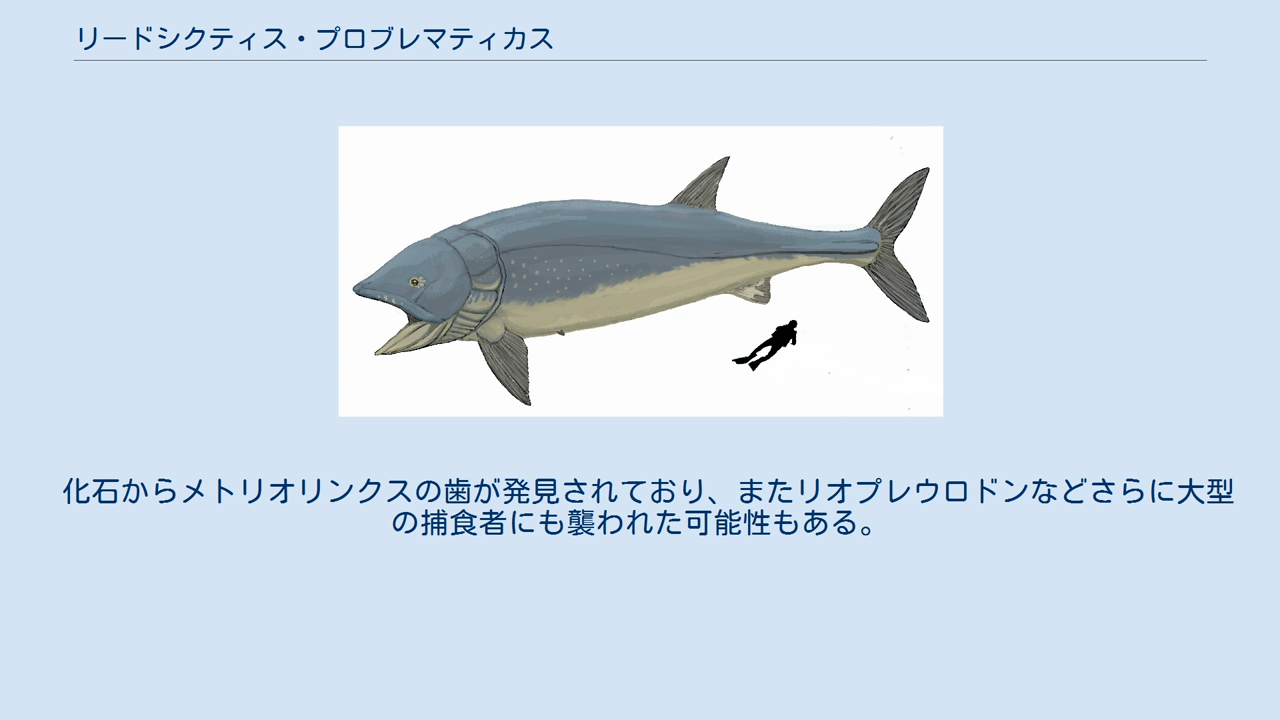 リードシクティス・プロブレマティカス
化石からメトリオリンクスの歯が発見されており、またリオプレウロドンなどさらに大型
の捕食者にも襲われた可能性もある。